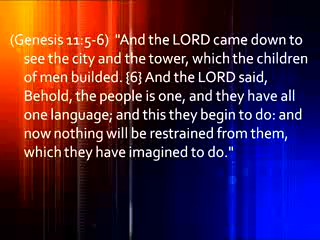 (Genesis 11:5-6)  "And the LORD came down to
see the city and the tower, which the children
of men builded. {6} And the LORD said,
Behold, the people is one, and they have all
one language; and this they begin to do: and
now nothing will be restrained from them,
which they have imagined to do."